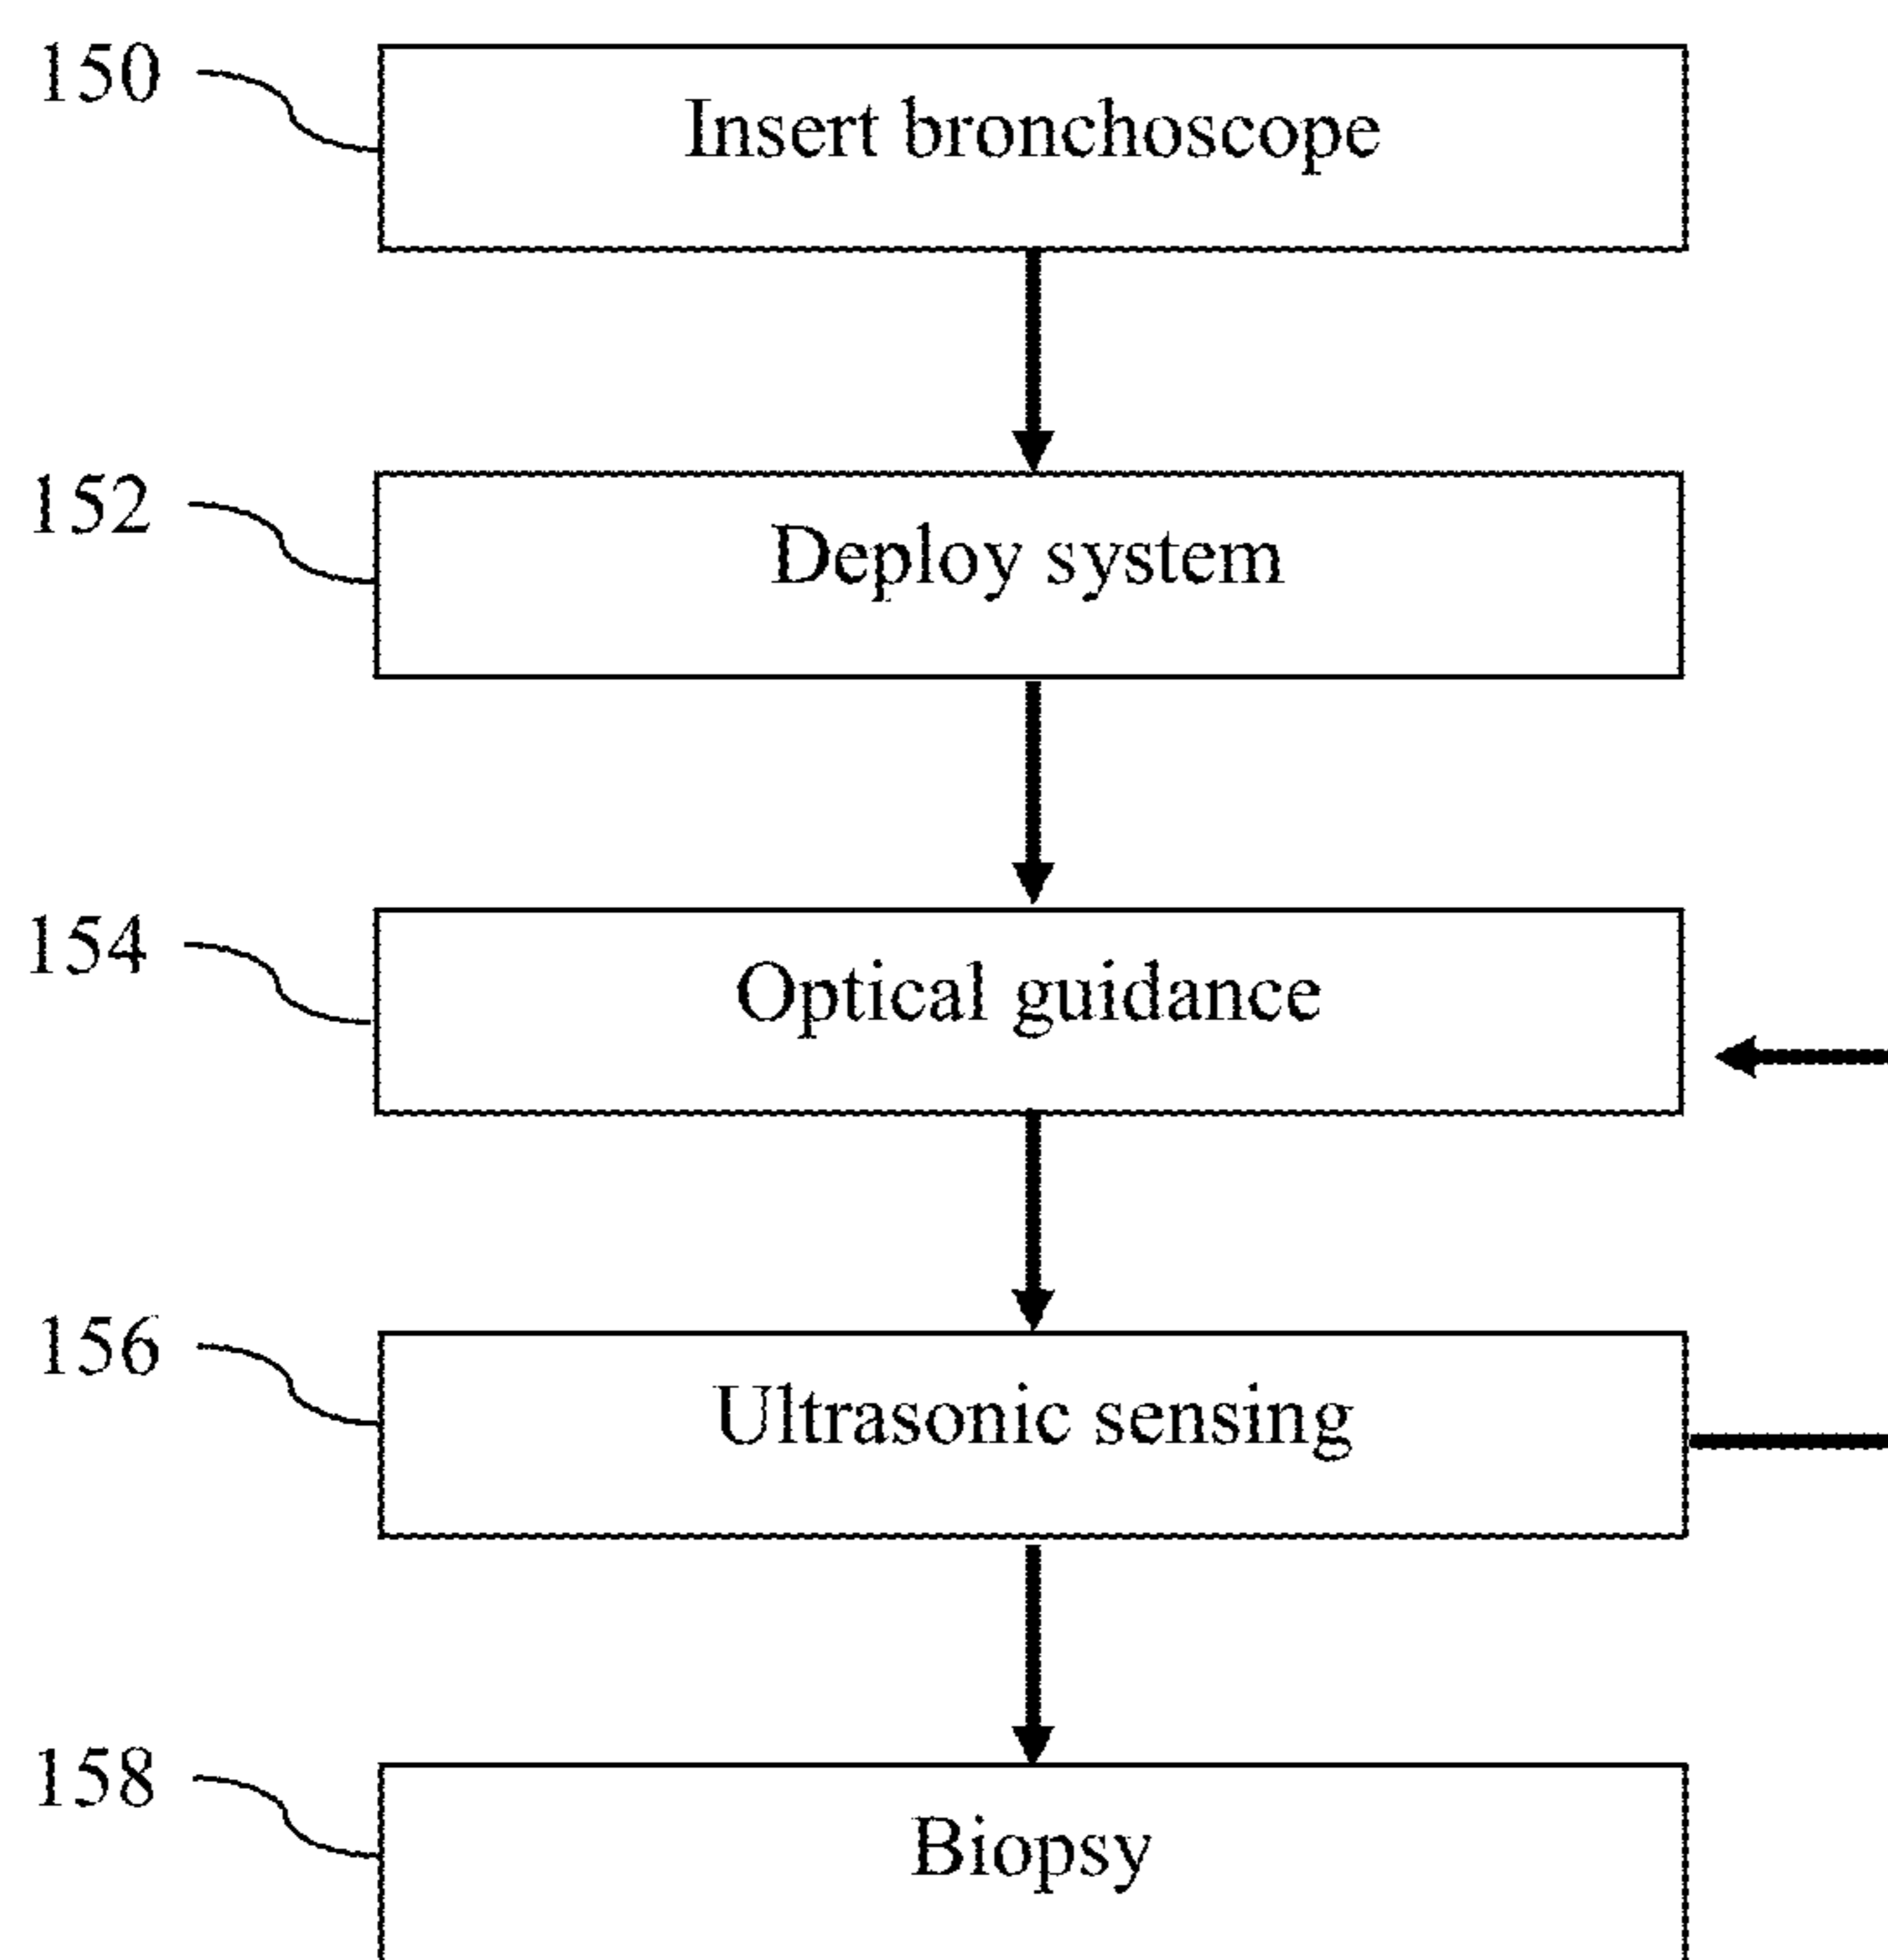 150 Insert bronchoscope
152 Deploy system
154 Optical guidance
156 Ultrasonic sensing
158 Biopsy